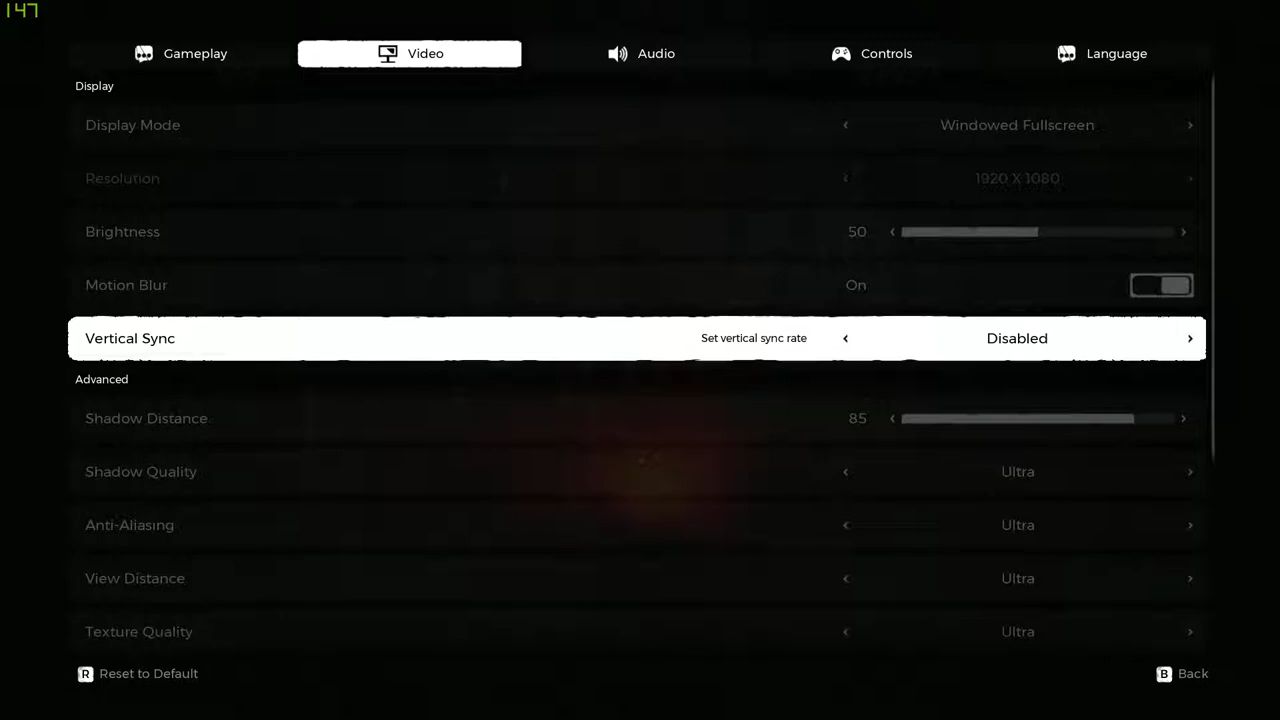 147
Gameplay
Video
Audio
Controls
Language
Display
Display Mode Windowed Fullscreen
Resolution 1920 X 1080
Brightness 50
Motion Blur On
Vertical Sync Set vertical sync rate Disabled
Advanced
Shadow Distance 85
Shadow Quality Ultra
Anti-Aliasing Ultra
View Distance Ultra
Texture Quality Ultra
R Reset to Default
B Back